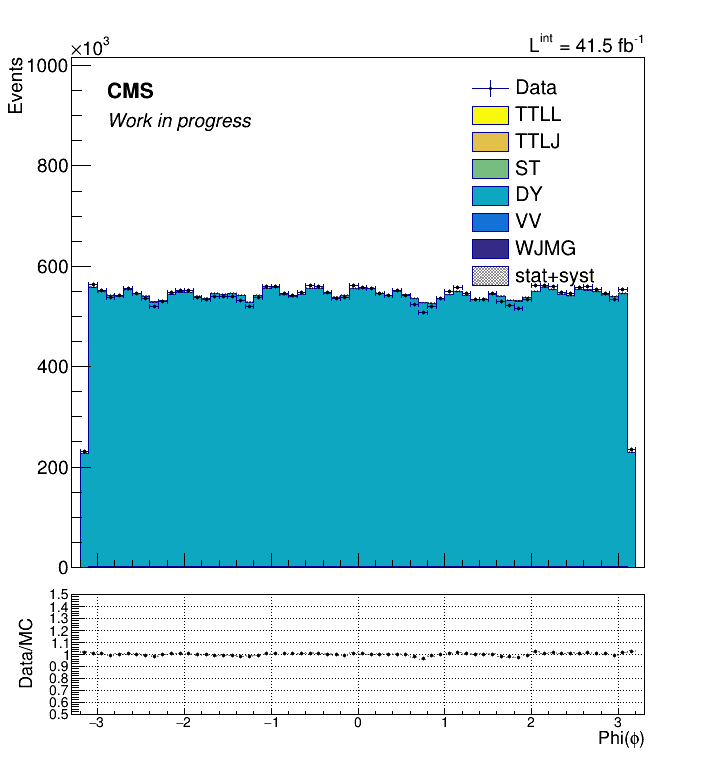 ×10³
L^int = 41.5 fb⁻¹
Events
1000
800
600
400
200
0
CMS
Work in progress
Data
TTLL
TTLJ
ST
DY
VV
WJMG
stat+syst
Data/MC
1.5
1.4
1.3
1.2
1.1
1
0.9
0.8
0.7
0.6
0.5
−3 −2 −1 0 1 2 3
Phi(ϕ)